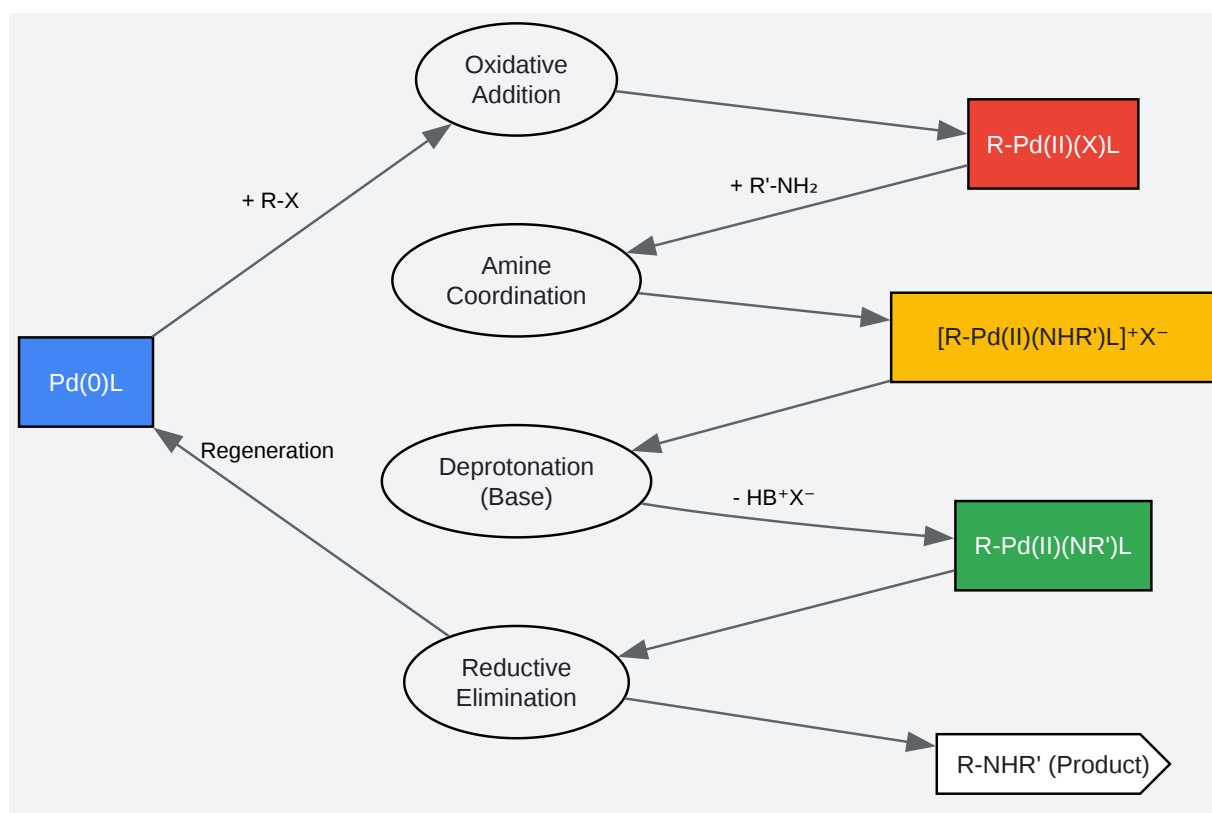 Oxidative
Addition
R-Pd(II)(X)L
+ R-X
+ R'-NH₂
Amine
Coordination
[R-Pd(II)(NHR')L]⁺X⁻
Pd(0)L
Regeneration
Deprotonation
(Base)
- HB⁺X⁻
R-Pd(II)(NR')L
Reductive
Elimination
R-NHR' (Product)